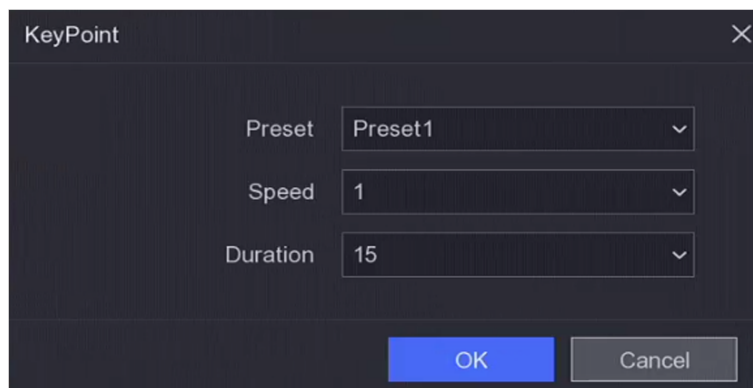 KeyPoint
Preset Preset1
Speed 1
Duration 15
OK Cancel